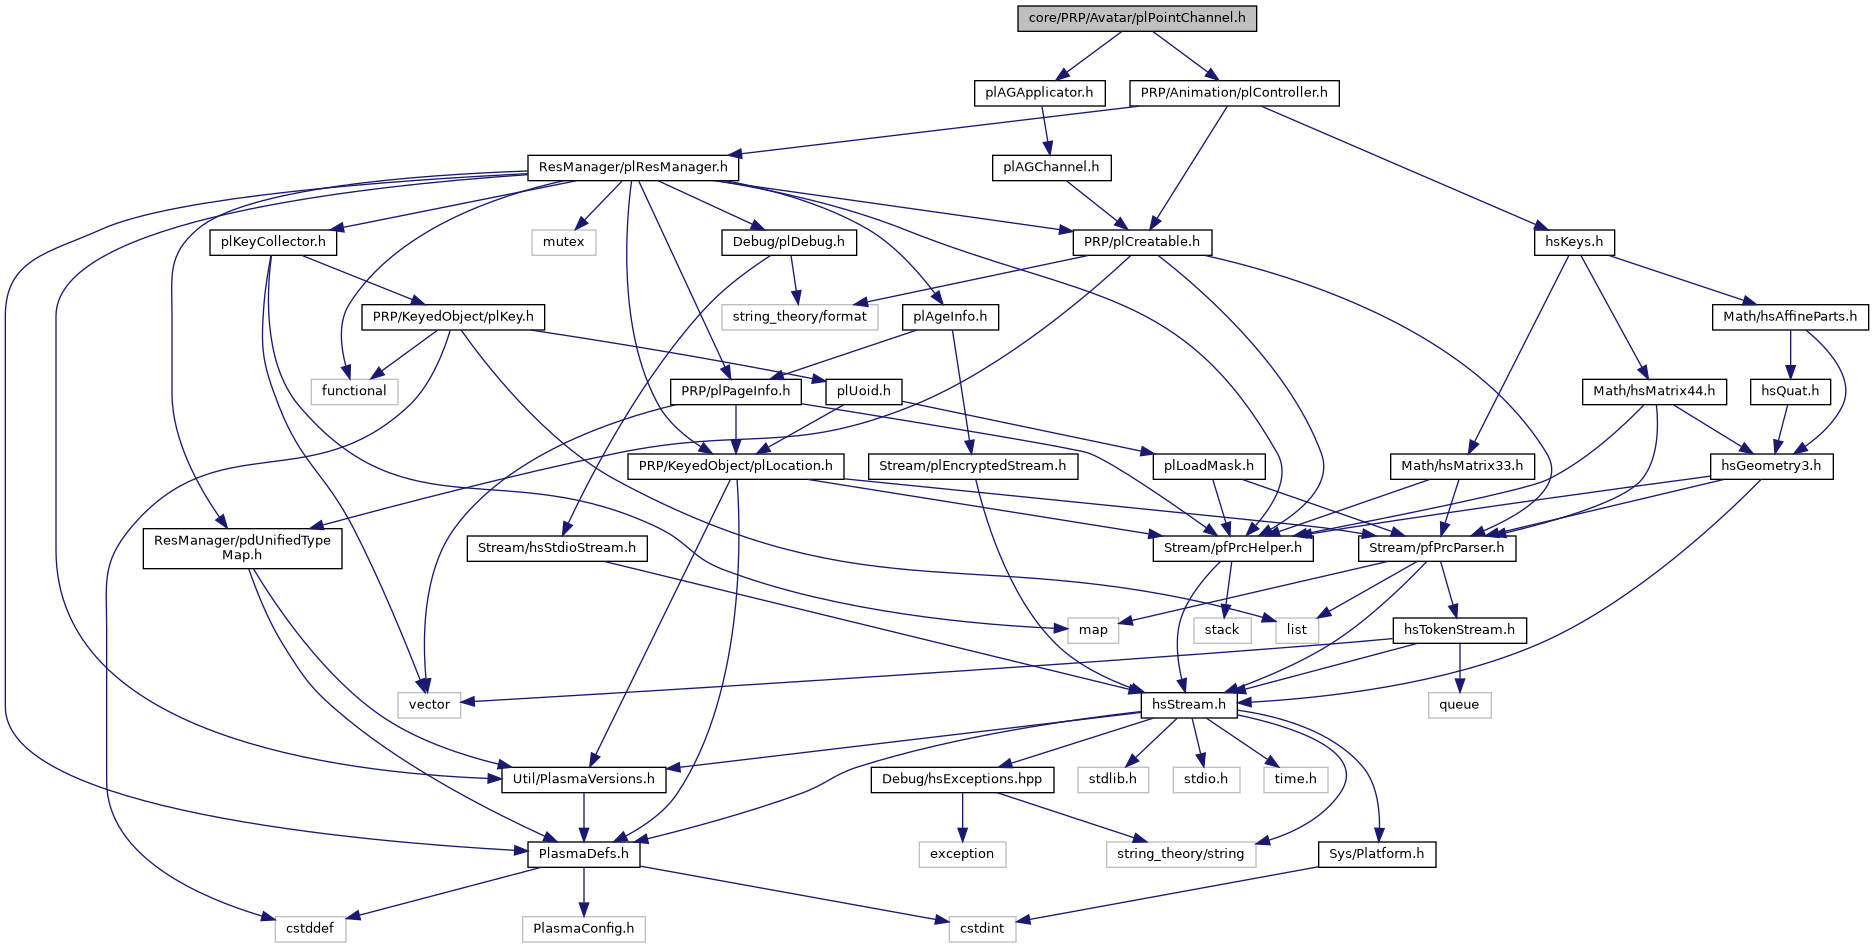 core/PRP/Avatar/plPointChannel.h
plAGApplicator.h
PRP/Animation/plController.h
ResManager/plResManager.h
plAGChannel.h
plKeyCollector.h
mutex
Debug/plDebug.h
PRP/plCreatable.h
hsKeys.h
PRP/KeyedObject/plKey.h
string_theory/format
plAgeInfo.h
Math/hsAffineParts.h
functional
PRP/plPageInfo.h
plUoid.h
Math/hsMatrix44.h
hsQuat.h
PRP/KeyedObject/plLocation.h
Stream/plEncryptedStream.h
plLoadMask.h
Math/hsMatrix33.h
hsGeometry3.h
ResManager/pdUnifiedType
Map.h
Stream/hsStdioStream.h
Stream/pfPrcHelper.h
Stream/pfPrcParser.h
map
stack
list
hsTokenStream.h
vector
hsStream.h
queue
Util/PlasmaVersions.h
Debug/hsExceptions.hpp
stdlib.h
stdio.h
time.h
PlasmaDefs.h
exception
string_theory/string
Sys/Platform.h
cstddef
PlasmaConfig.h
cstdint